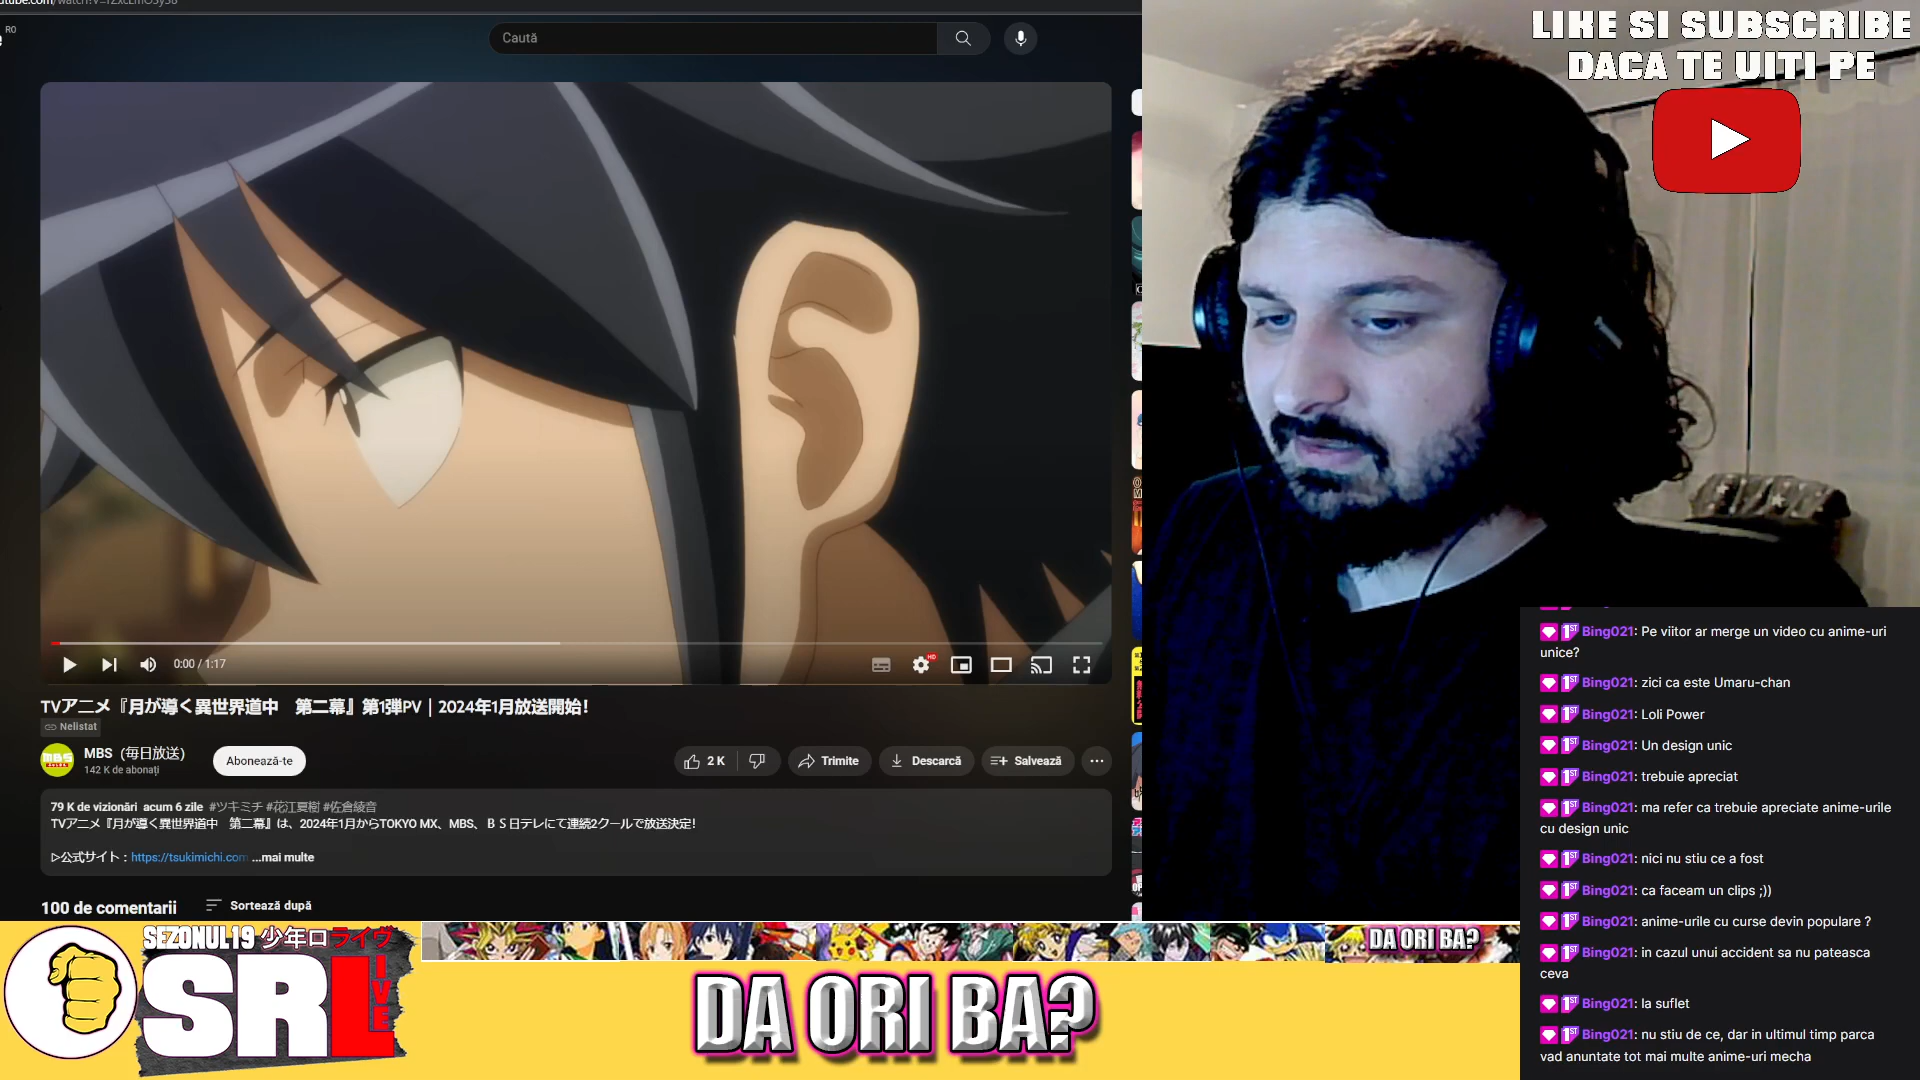 RO
Caută
LIKE SI SUBSCRIBE
DACA TE UITI PE
HD
0:00 / 1:17
TVアニメ『月が導く異世界道中　第二幕』第1弾PV｜2024年1月放送開始！
Nelistat
MBS（毎日放送）
142 K de abonați
Abonează-te
2 K
Trimite
Descarcă
Salvează
79 K de vizionări acum 6 zile #ツキミチ #花江夏樹 #佐倉綾音
TVアニメ『月が導く異世界道中　第二幕』は、2024年1月からTOKYO MX、MBS、ＢＳ日テレにて連続2クールで放送決定！
▷公式サイト：https://tsukimichi.com ...mai multe
100 de comentarii
Sortează după
Bing021: Pe viitor ar merge un video cu anime-uri
unice?
Bing021: zici ca este Umaru-chan
Bing021: Loli Power
Bing021: Un design unic
Bing021: trebuie apreciat
Bing021: ma refer ca trebuie apreciate anime-urile
cu design unic
Bing021: nici nu stiu ce a fost
Bing021: ca faceam un clips ;))
Bing021: anime-urile cu curse devin populare ?
Bing021: in cazul unui accident sa nu pateasca
ceva
Bing021: la suflet
Bing021: nu stiu de ce, dar in ultimul timp parca
vad anuntate tot mai multe anime-uri mecha
SEZONUL19 少年ロライヴ
SRL
LIVE
DA ORI BA?
DA ORI BA?